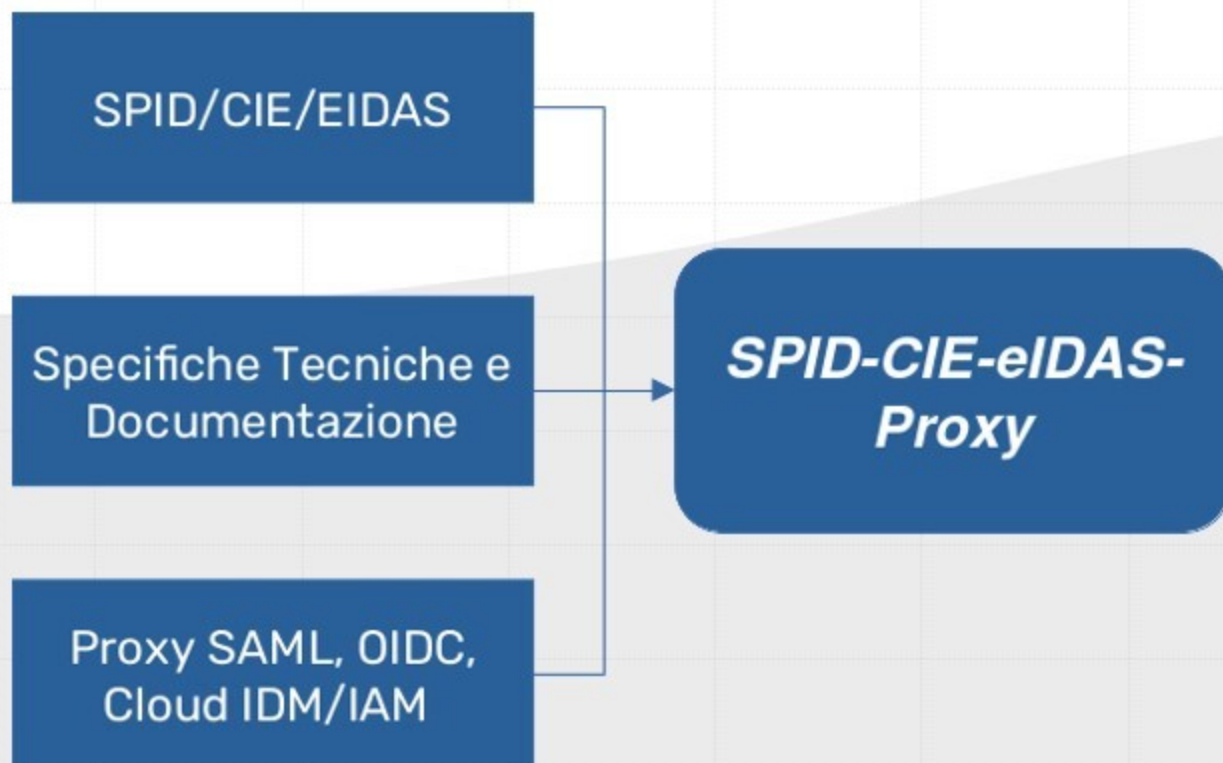 SPID/CIE/EIDAS
Specifiche Tecniche e
Documentazione
SPID-CIE-eIDAS-
Proxy
Proxy SAML, OIDC,
Cloud IDM/IAM